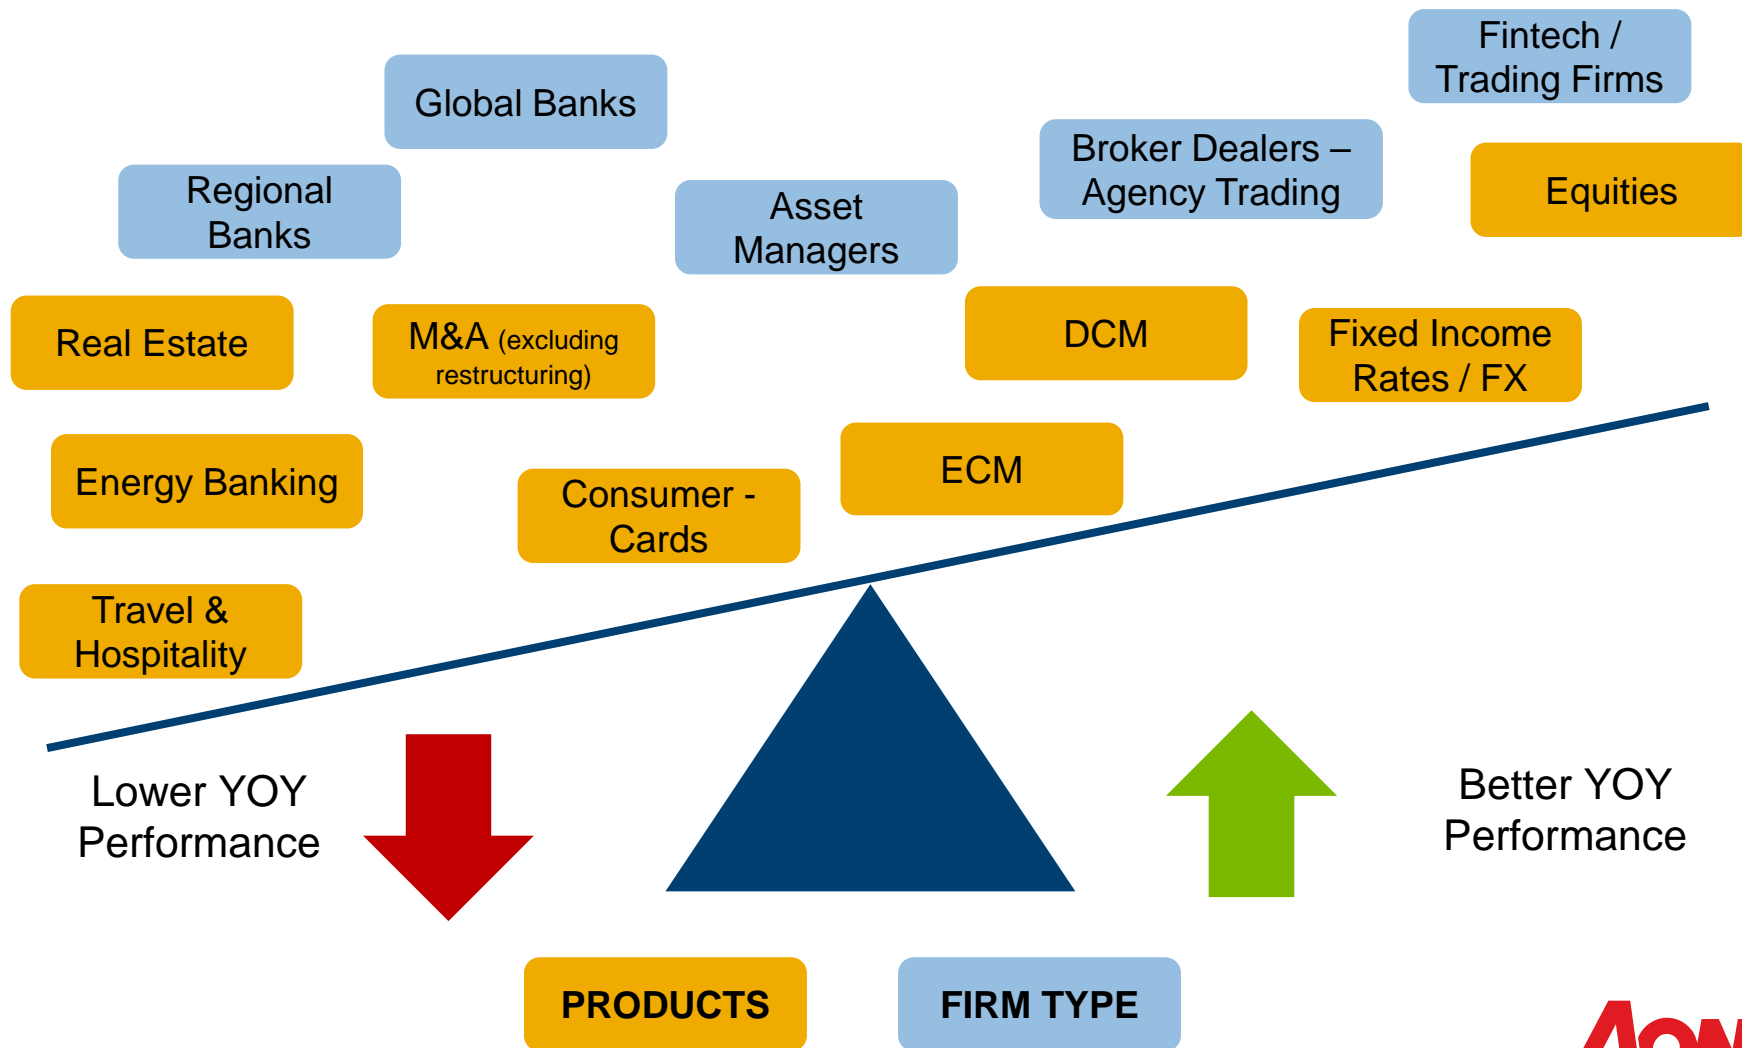 Fintech /
Trading Firms
Global Banks
Broker Dealers –
Agency Trading
Equities
Regional
Banks
Asset
Managers
Real Estate
M&A (excluding
restructuring)
DCM
Fixed Income
Rates / FX
Energy Banking
Consumer -
Cards
ECM
Travel &
Hospitality
Lower YOY
Performance
Better YOY
Performance
PRODUCTS
FIRM TYPE
AON